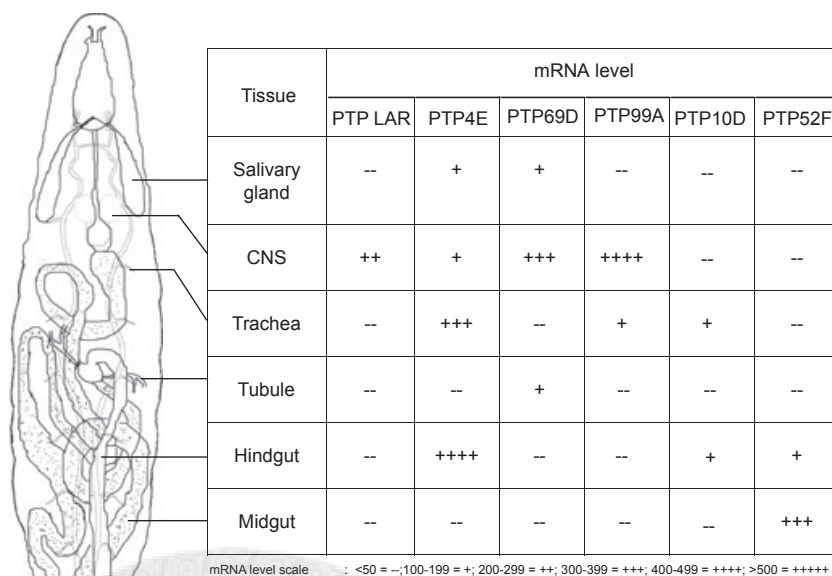 Tissue mRNA level
PTP LAR PTP4E PTP69D PTP99A PTP10D PTP52F
Salivary gland -- + + -- -- --
CNS ++ + +++ ++++ -- --
Trachea -- +++ -- + + --
Tubule -- -- + -- -- --
Hindgut -- ++++ -- -- + +
Midgut -- -- -- -- -- +++
mRNA level scale : <50 = --;100-199 = +; 200-299 = ++; 300-399 = +++; 400-499 = ++++; >500 = +++++